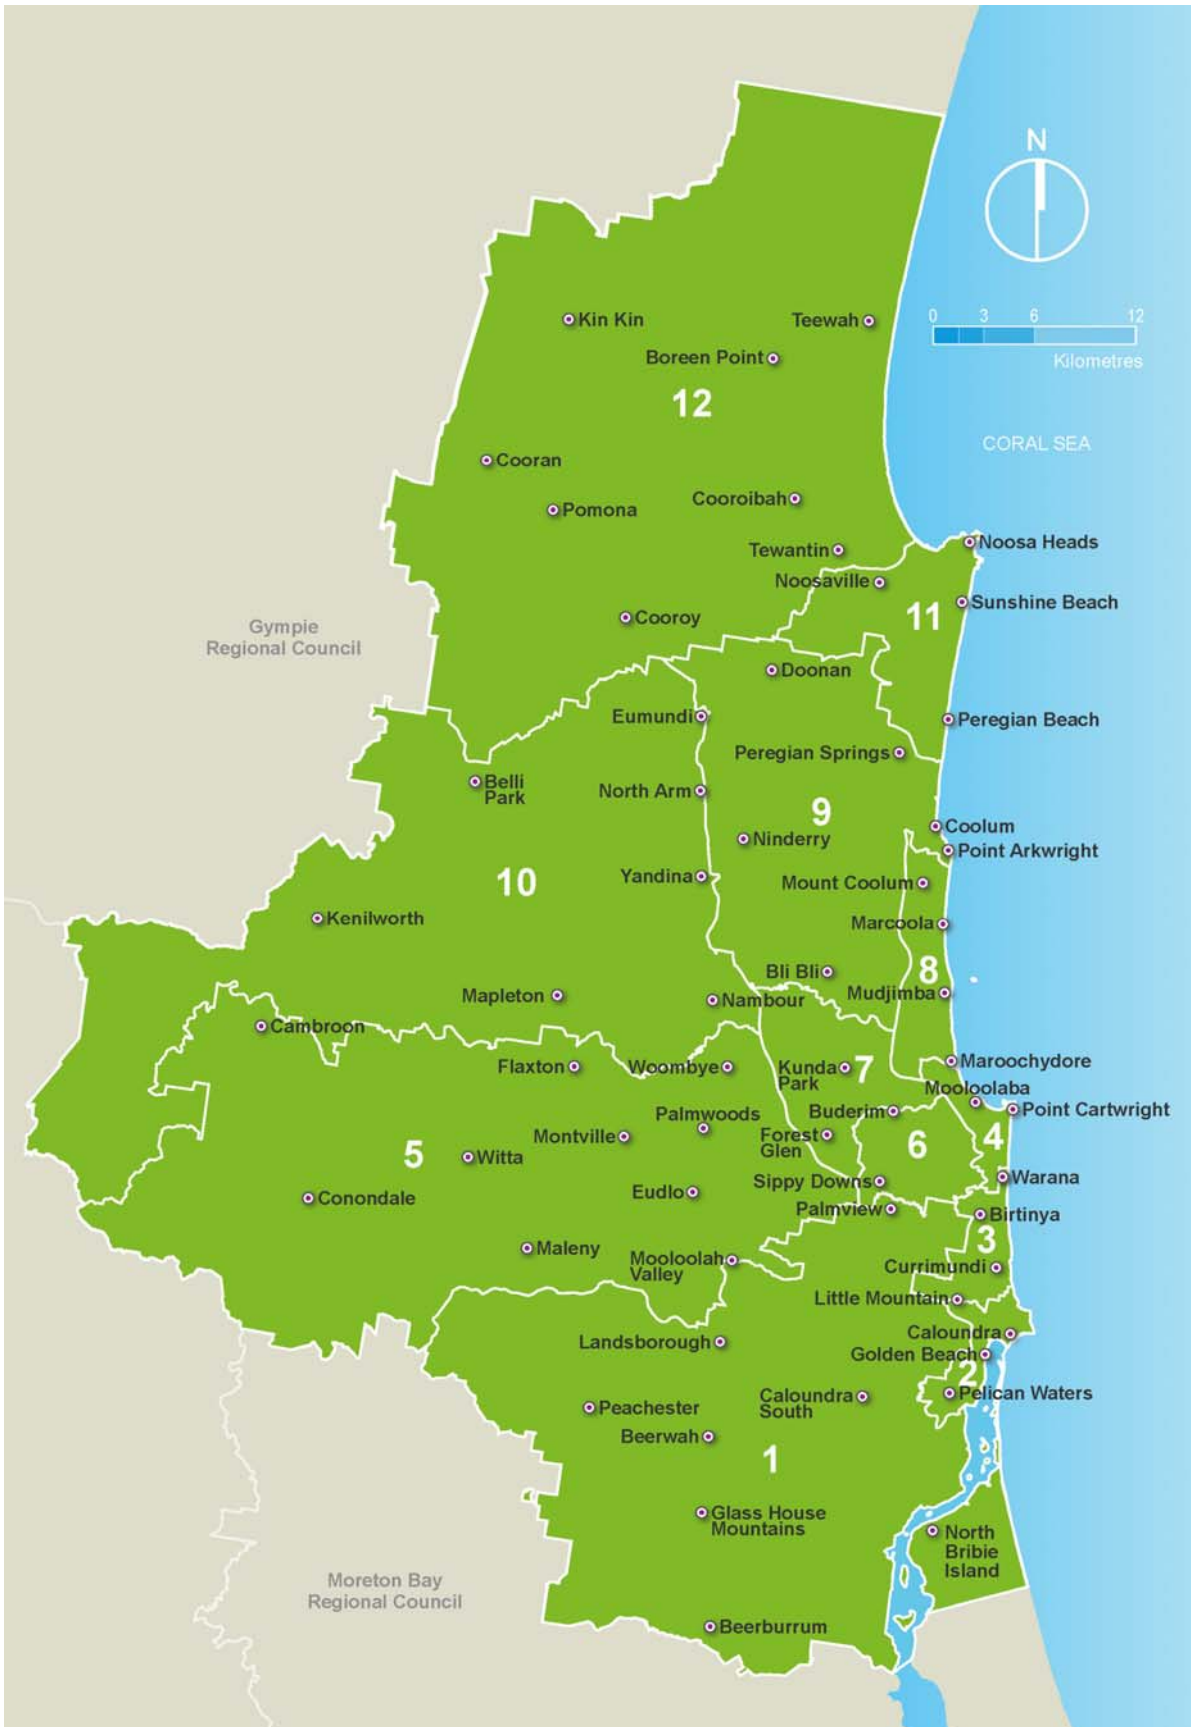 N
0 3 6 12
Kilometres
Kin Kin
Teewah
Boreen Point
12
CORAL SEA
Cooran
Cooroibah
Pomona
Noosa Heads
Tewantin
Noosaville
Sunshine Beach
11
Cooroy
Gympie
Regional Council
Doonan
Eumundi
Peregian Beach
Peregian Springs
Belli
Park
North Arm
9
Coolum
Ninderry
Point Arkwright
10
Yandina
Mount Coolum
Kenilworth
Marcoola
8
Bli Bli
Mudjimba
Mapleton
Nambour
Cambroon
Maroochydore
Flaxton
Woombye
Kunda
Park
7
Mooloolaba
Point Cartwright
Buderim
Palmwoods
Montville
Forest
Glen
6
4
5
Witta
Warana
Sippy Downs
Eudlo
Conondale
Palmview
Birtinya
3
Maleny
Mooloolah
Valley
Currimundi
Little Mountain
Caloundra
Landsborough
Golden Beach
2
Pelican Waters
Caloundra
South
Peachester
Beerwah
1
Glass House
Mountains
North
Bribie
Island
Moreton Bay
Regional Council
Beerburrum